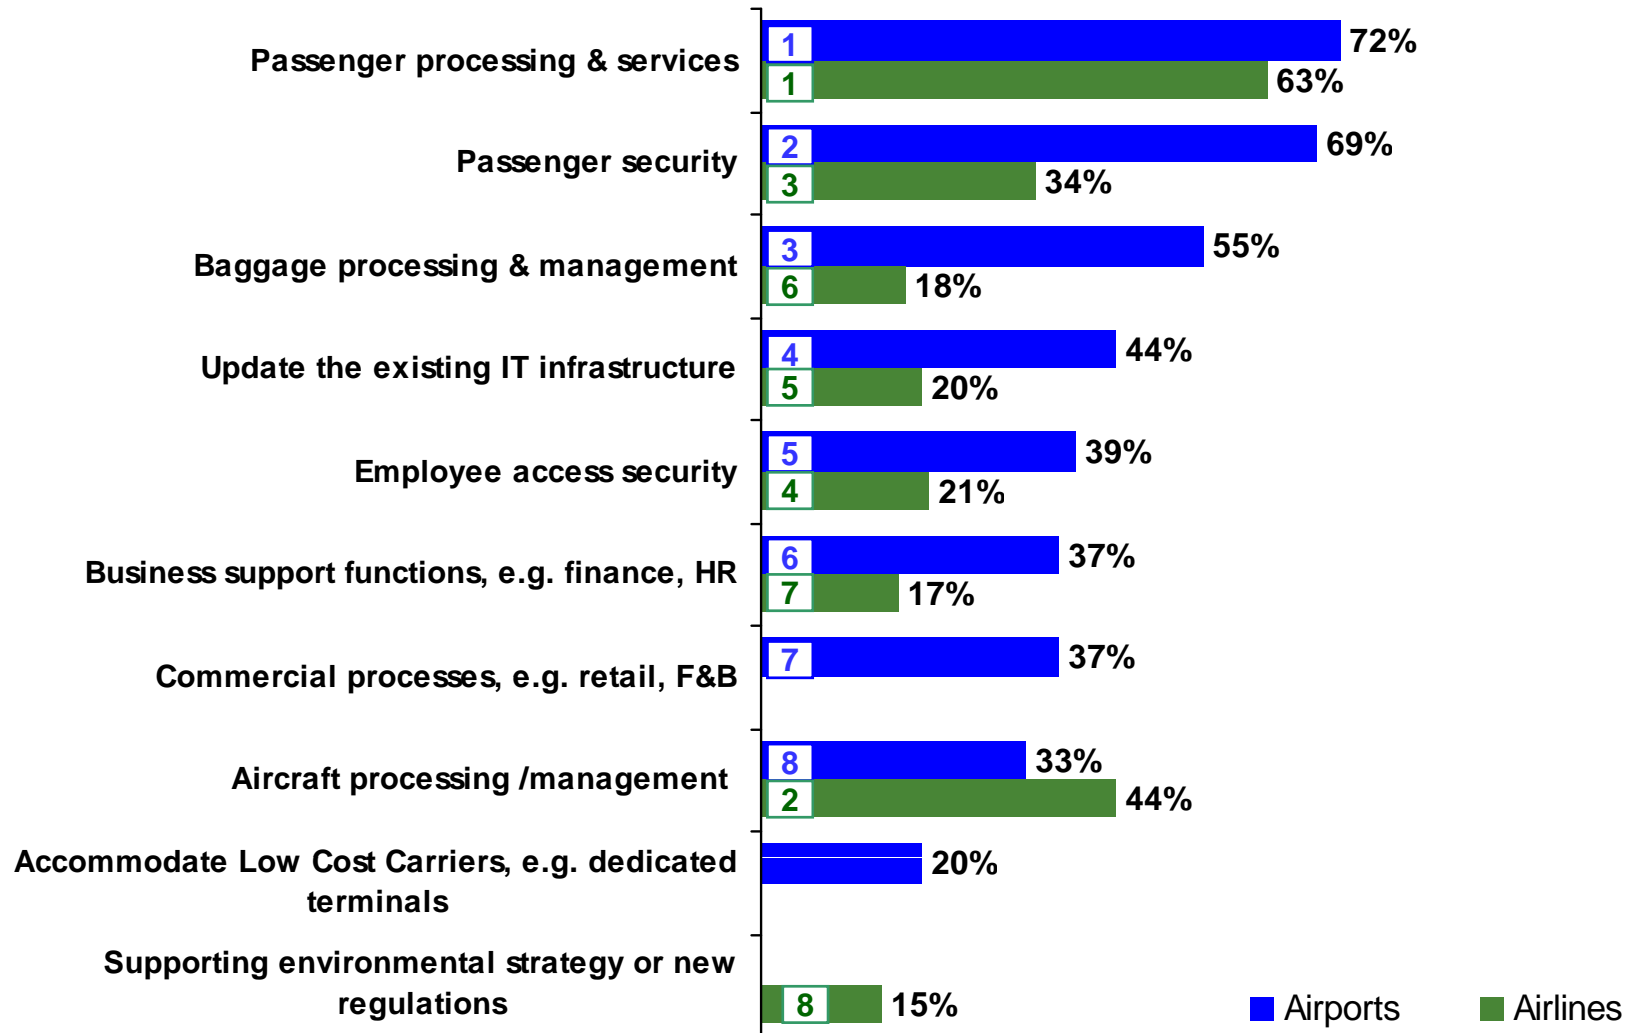 1
72%
Passenger processing & services
1
63%
2
69%
Passenger security
3
34%
3
55%
Baggage processing & management
6
18%
4
44%
Update the existing IT infrastructure
5
20%
5
39%
Employee access security
4
21%
6
37%
Business support functions, e.g. finance, HR
7
17%
7
37%
Commercial processes, e.g. retail, F&B
8
33%
Aircraft processing /management
2
44%
Accommodate Low Cost Carriers, e.g. dedicated
terminals
20%
Supporting environmental strategy or new
regulations
8
15%
Airports
Airlines